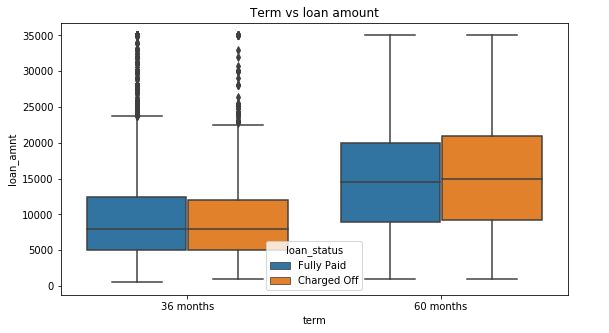 Term vs loan amount
35000
30000
25000
20000
15000
10000
5000
0
loan_amnt
loan_status
Fully Paid
Charged Off
36 months
60 months
term